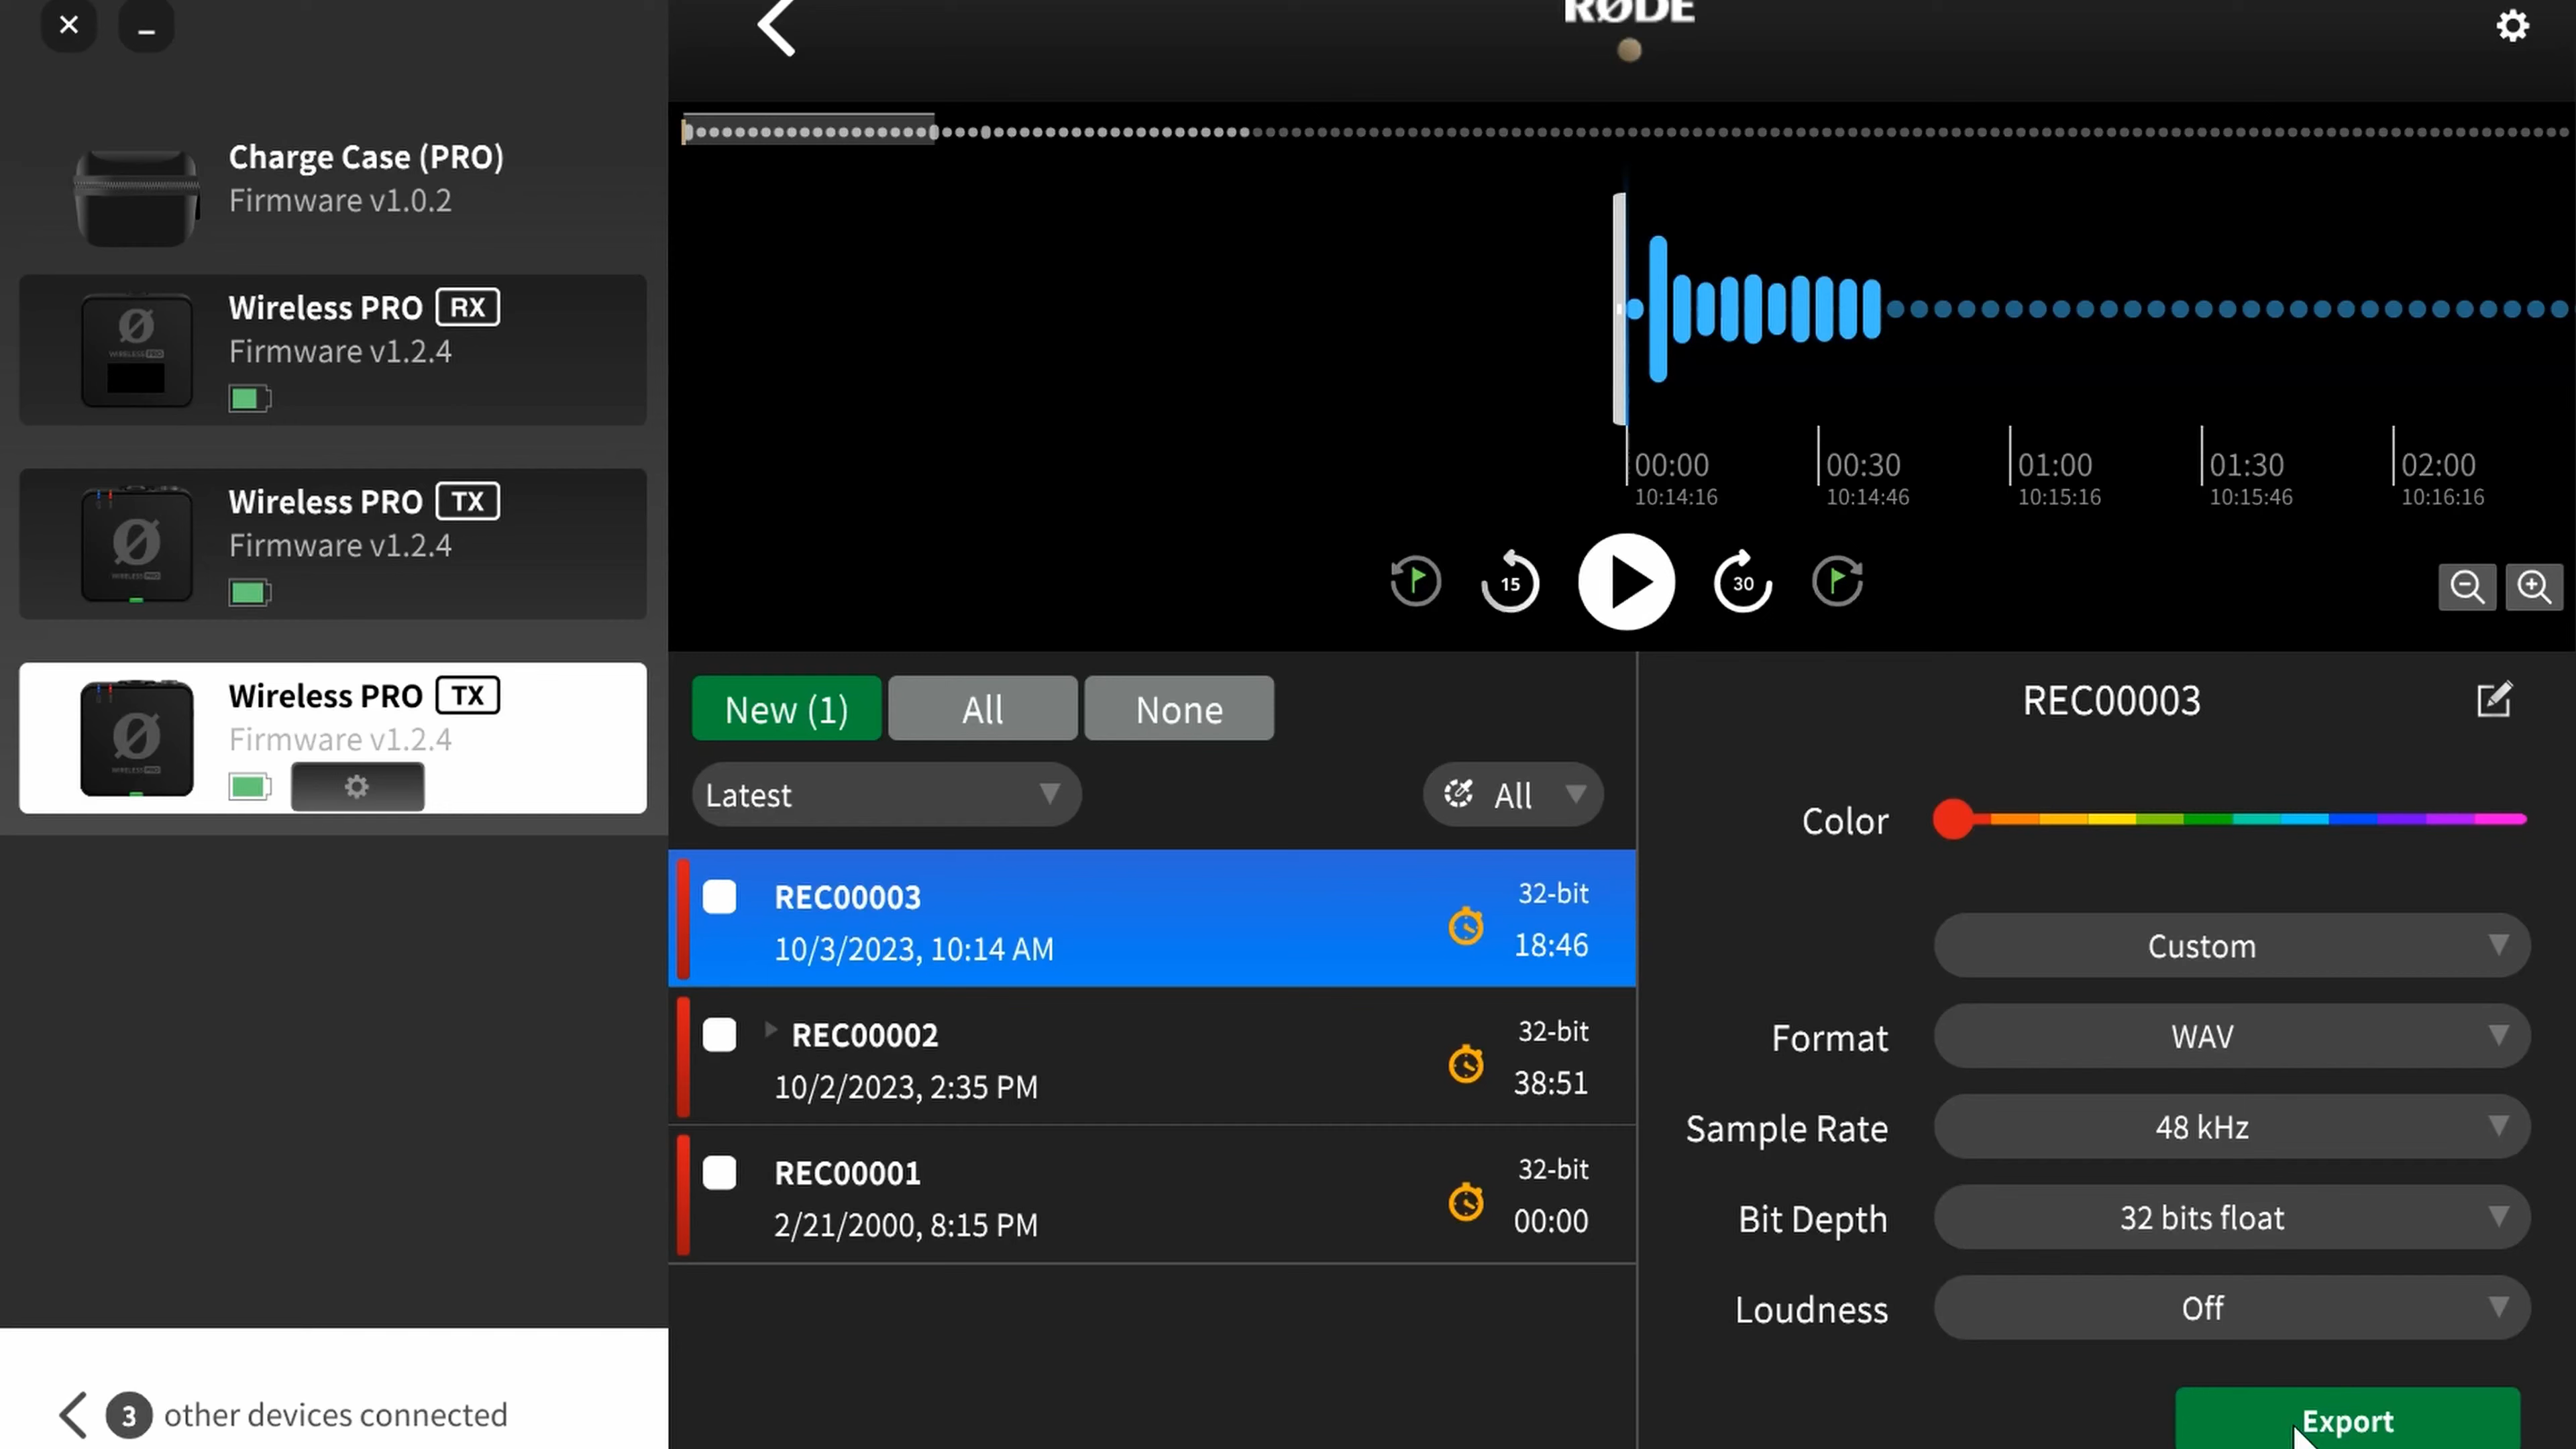 RØDE
Charge Case (PRO)
Firmware v1.0.2
Wireless PRO RX
Firmware v1.2.4
WIRELESS PRO
Wireless PRO TX
Firmware v1.2.4
WIRELESS PRO
Wireless PRO TX
Firmware v1.2.4
WIRELESS PRO
3 other devices connected
00:00 00:30 01:00 01:30 02:00
10:14:16 10:14:46 10:15:16 10:15:46 10:16:16
15 30
New (1) All None
Latest All
REC00003 32-bit
10/3/2023, 10:14 AM 18:46
REC00002 32-bit
10/2/2023, 2:35 PM 38:51
REC00001 32-bit
2/21/2000, 8:15 PM 00:00
REC00003
Color
Custom
Format WAV
Sample Rate 48 kHz
Bit Depth 32 bits float
Loudness Off
Export